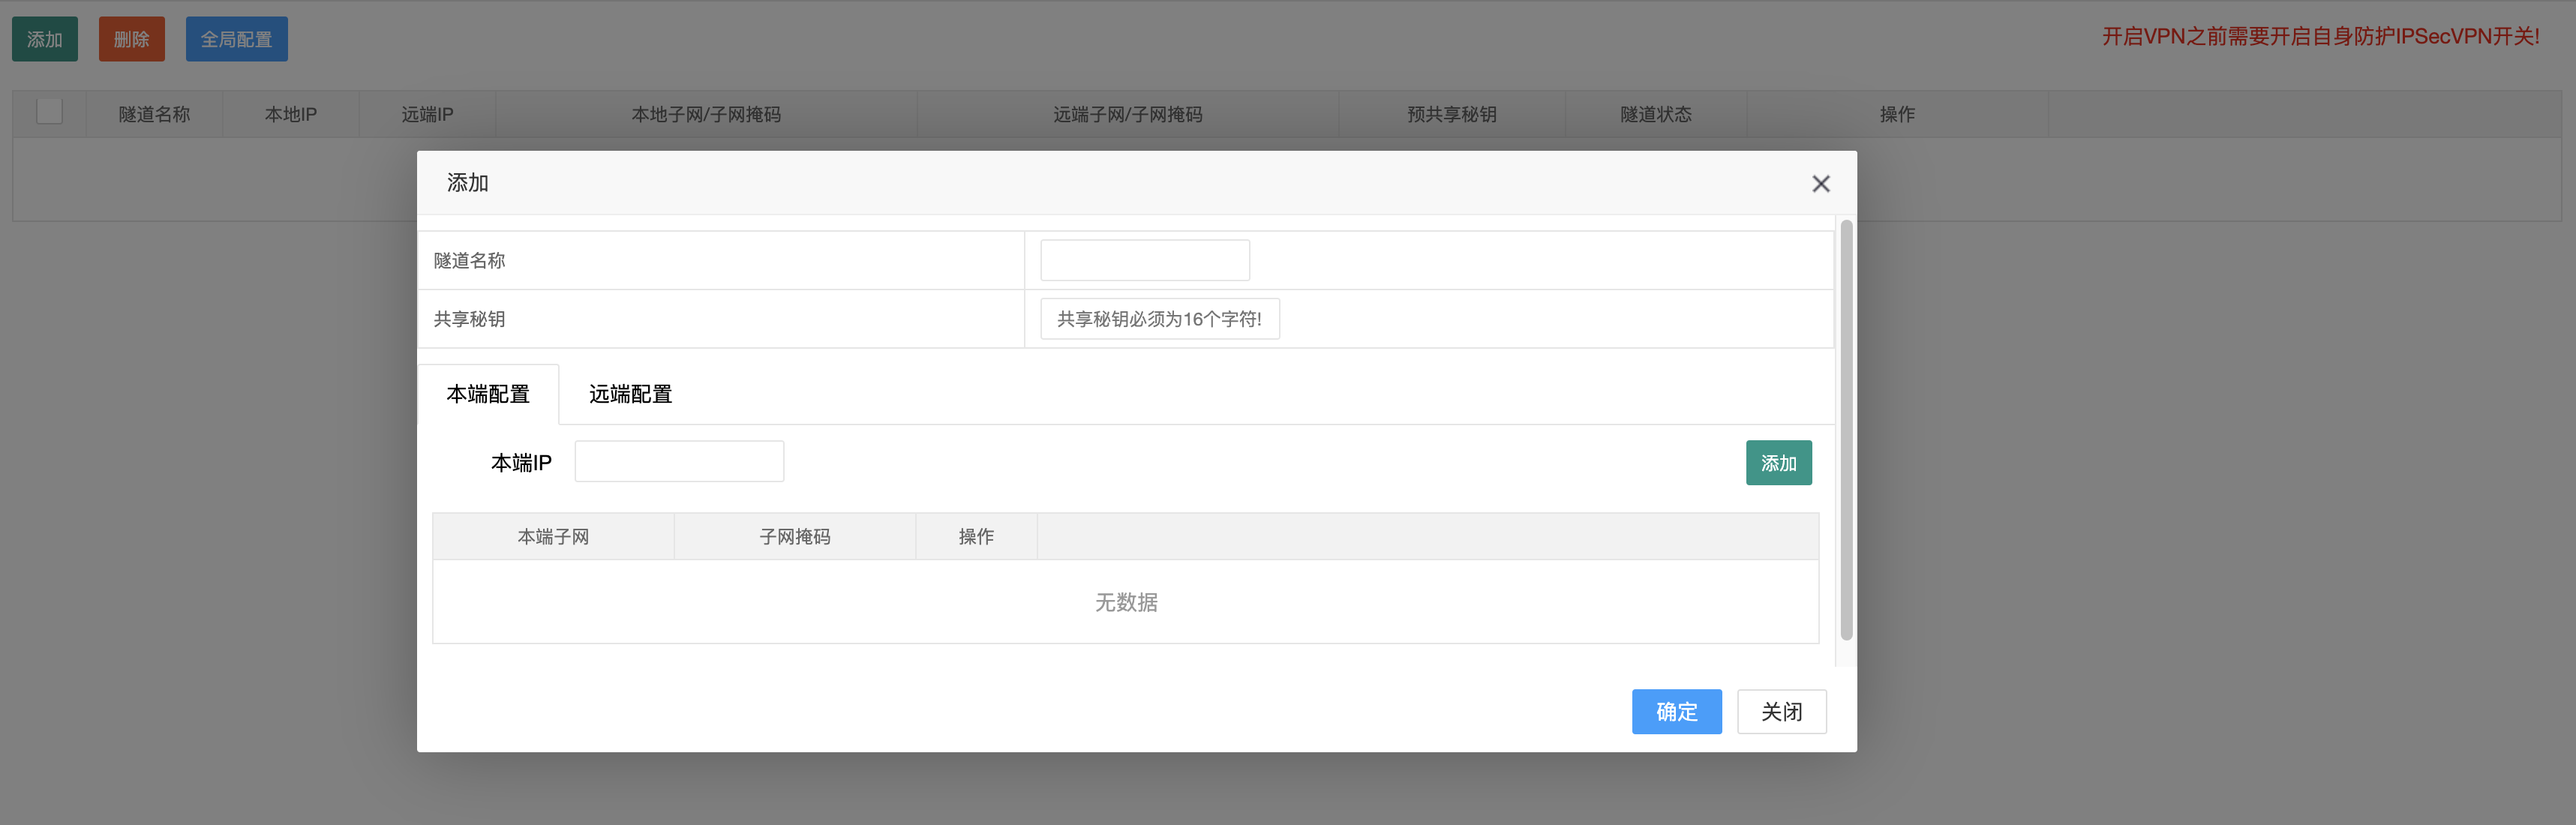 添加 删除 全局配置 开启VPN之前需要开启自身防护IPSecVPN开关!
隧道名称 本地IP 远端IP 本地子网/子网掩码 远端子网/子网掩码 预共享秘钥 隧道状态 操作
添加
隧道名称
共享秘钥 共享秘钥必须为16个字符!
本端配置 远端配置
本端IP 添加
本端子网 子网掩码 操作
无数据
确定 关闭